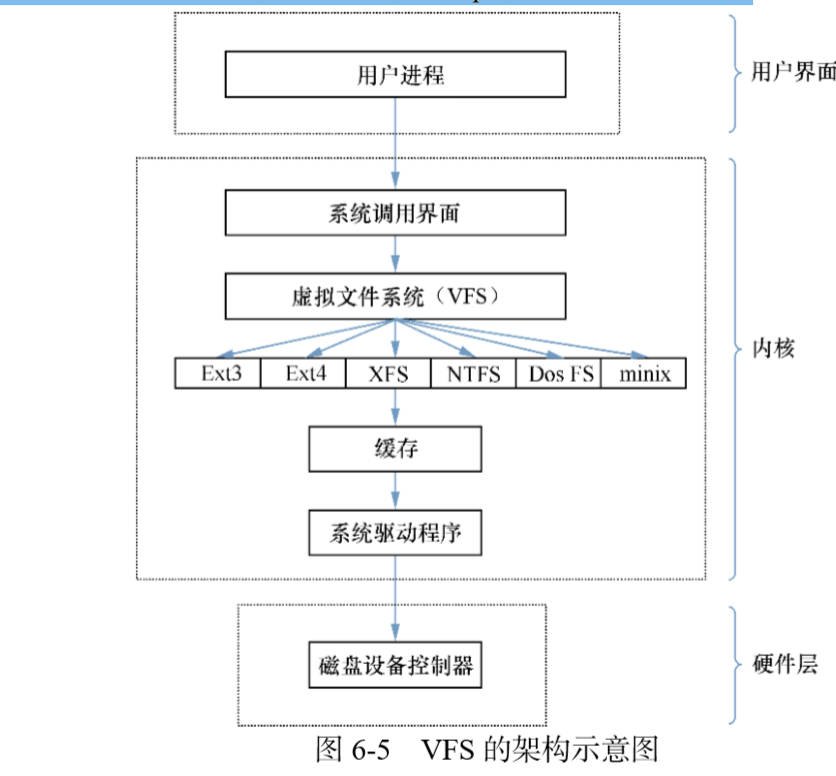 用户进程
用户界面
系统调用界面
虚拟文件系统（VFS）
内核
Ext3 Ext4 XFS NTFS Dos FS minix
缓存
系统驱动程序
磁盘设备控制器
硬件层
图 6-5 VFS 的架构示意图